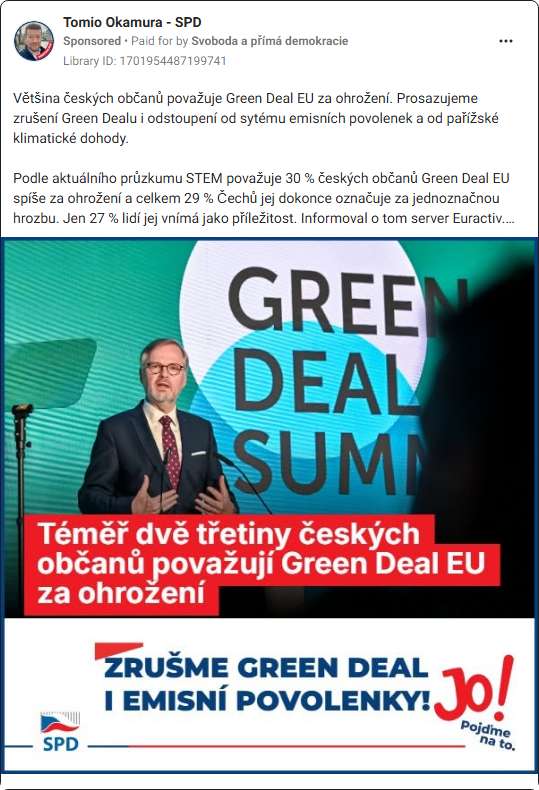 Tomio Okamura - SPD
Sponsored • Paid for by Svoboda a přímá demokracie
Library ID: 1701954487199741
Většina českých občanů považuje Green Deal EU za ohrožení. Prosazujeme
zrušení Green Dealu i odstoupení od sytému emisních povolenek a od pařížské
klimatické dohody.
Podle aktuálního průzkumu STEM považuje 30 % českých občanů Green Deal EU
spíše za ohrožení a celkem 29 % Čechů jej dokonce označuje za jednoznačnou
hrozbu. Jen 27 % lidí jej vnímá jako příležitost. Informoval o tom server Euractiv....
GREEN
DEAL
SUMM
Téměř dvě třetiny českých
občanů považují Green Deal EU
za ohrožení
ZRUŠME GREEN DEAL
I EMISNÍ POVOLENKY!
Jo!
Pojďme
na to.
SPD